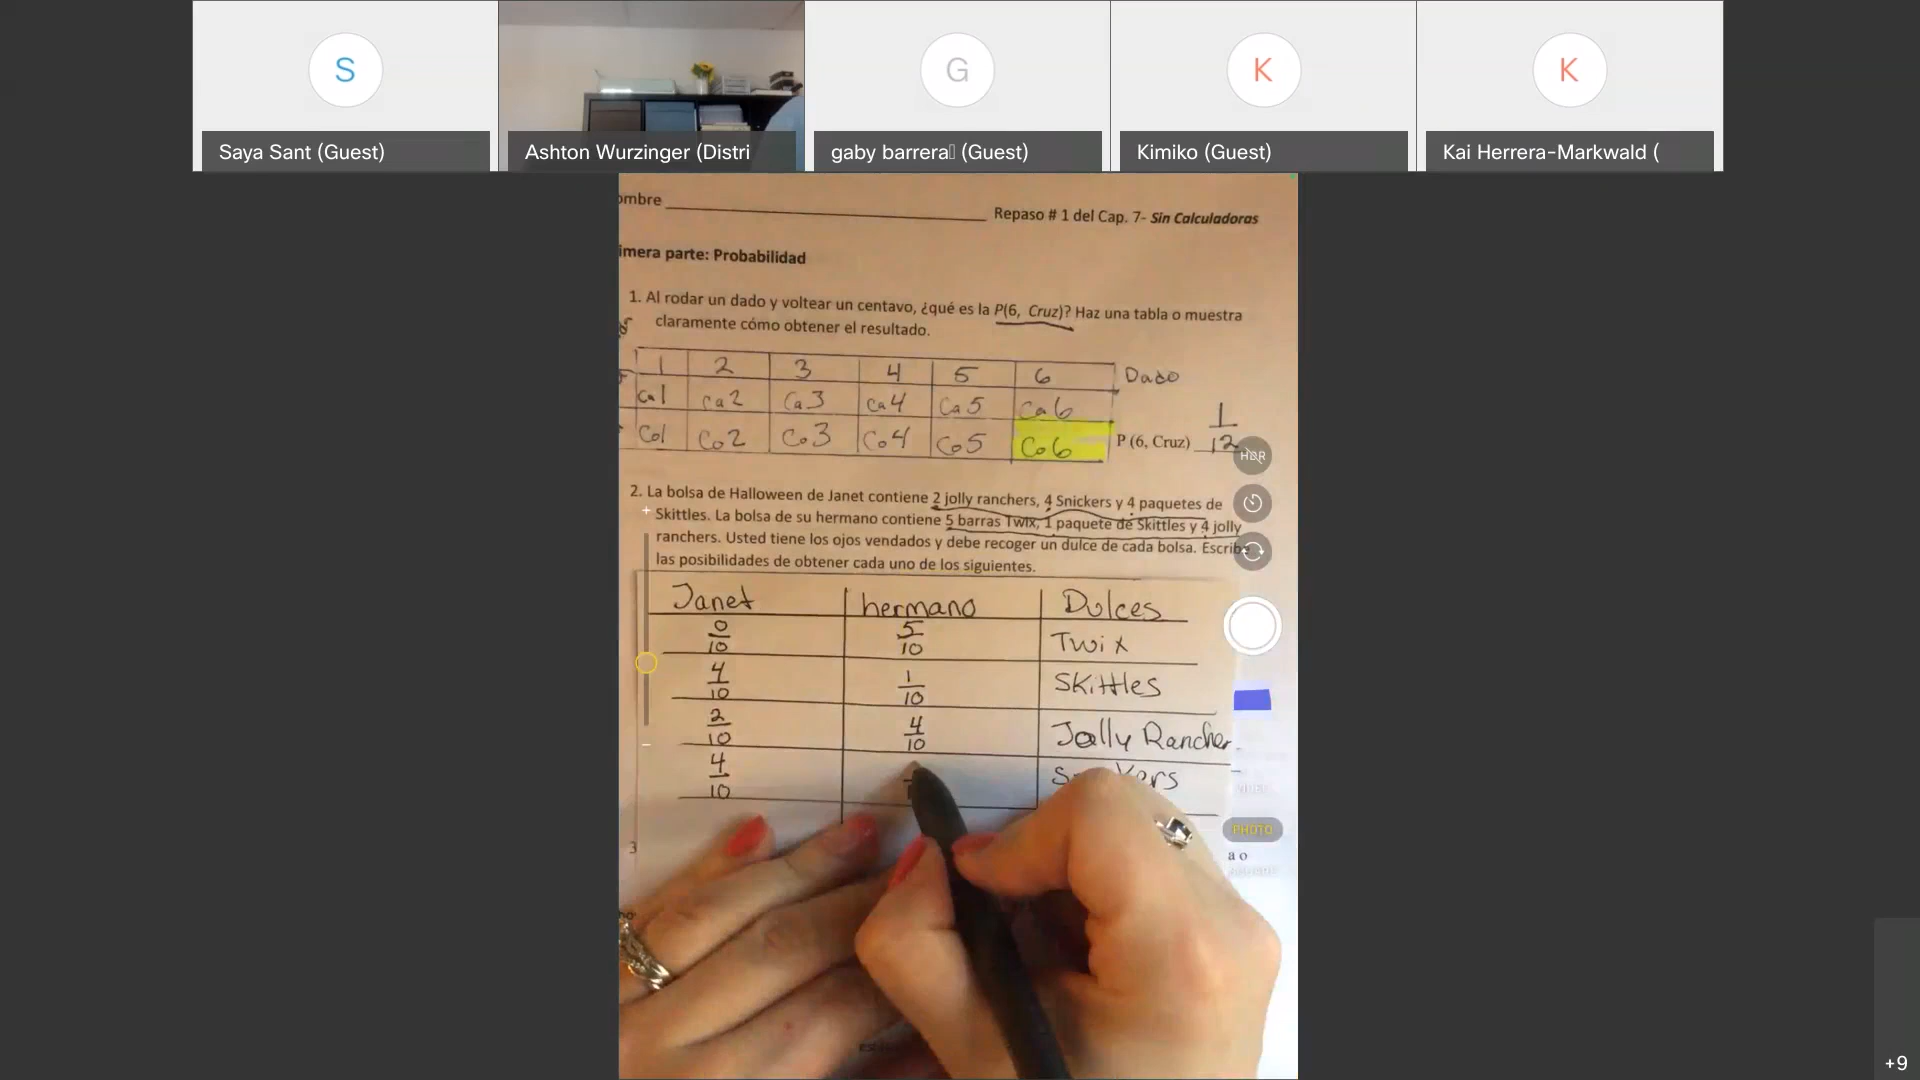 S
G
K
K
Saya Sant (Guest)
Ashton Wurzinger (Distri
gaby barrera (Guest)
Kimiko (Guest)
Kai Herrera-Markwald (
ombre
Repaso # 1 del Cap. 7- Sin Calculadoras
imera parte: Probabilidad
1. Al rodar un dado y voltear un centavo, ¿qué es la P(6, Cruz)? Haz una tabla o muestra
claramente cómo obtener el resultado.
1 2 3 4 5 6 Dado
Ca1 Ca2 Ca3 Ca4 Ca5 Ca6
Co1 Co2 Co3 Co4 Co5 Co6 P (6, Cruz) 1/12
HDR
2. La bolsa de Halloween de Janet contiene 2 jolly ranchers, 4 Snickers y 4 paquetes de
Skittles. La bolsa de su hermano contiene 5 barras Twix, 1 paquete de Skittles y 4 jolly
ranchers. Usted tiene los ojos vendados y debe recoger un dulce de cada bolsa. Escribe
las posibilidades de obtener cada uno de los siguientes.
Janet hermano Dulces
0/10 5/10 Twix
4/10 1/10 Skittles
2/10 4/10 Jolly Rancher
4/10
PHOTO
3
a o
+9